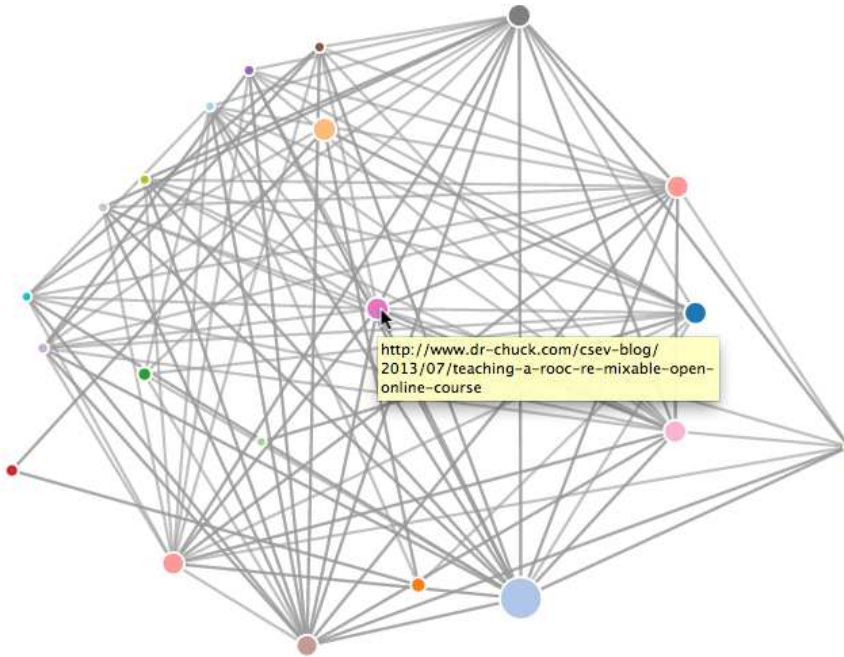 http://www.dr-chuck.com/csev-blog/
2013/07/teaching-a-rooc-re-mixable-open-
online-course